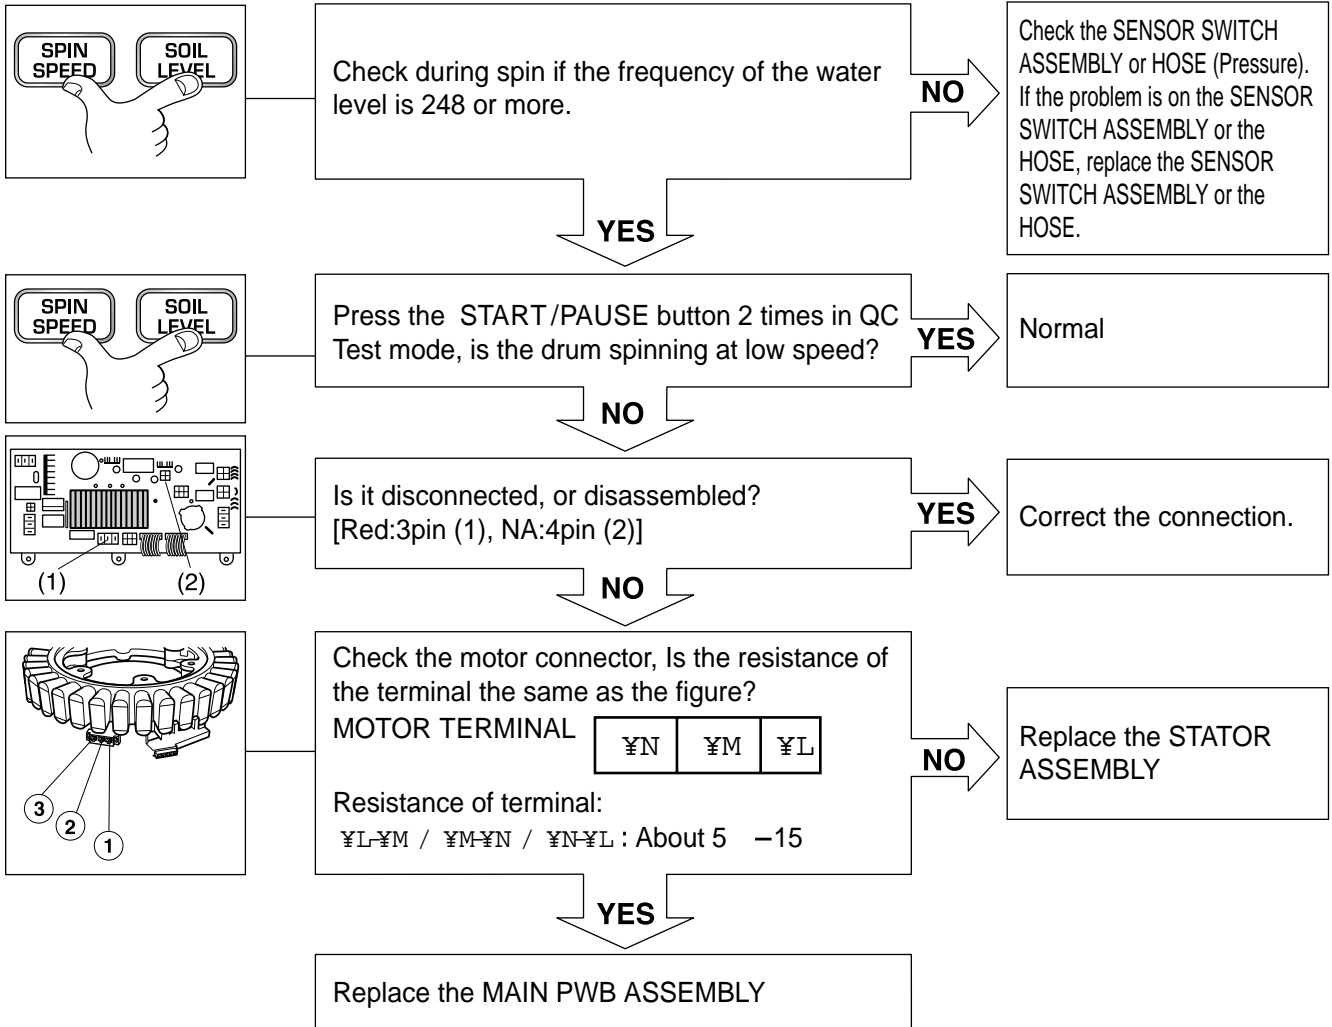 SPIN
SPEED
SOIL
LEVEL
Check during spin if the frequency of the water
level is 248 or more.
NO
Check the SENSOR SWITCH
ASSEMBLY or HOSE (Pressure).
If the problem is on the SENSOR
SWITCH ASSEMBLY or the
HOSE, replace the SENSOR
SWITCH ASSEMBLY or the
HOSE.
YES
SPIN
SPEED
SOIL
LEVEL
Press the START/PAUSE button 2 times in QC
Test mode, is the drum spinning at low speed?
YES
Normal
NO
(1)
(2)
Is it disconnected, or disassembled?
[Red:3pin (1), NA:4pin (2)]
YES
Correct the connection.
NO
3
2
1
Check the motor connector, Is the resistance of
the terminal the same as the figure?
MOTOR TERMINAL
¥N ¥M ¥L
Resistance of terminal:
¥L-¥M / ¥M-¥N / ¥N-¥L : About 5 –15
NO
Replace the STATOR
ASSEMBLY
YES
Replace the MAIN PWB ASSEMBLY